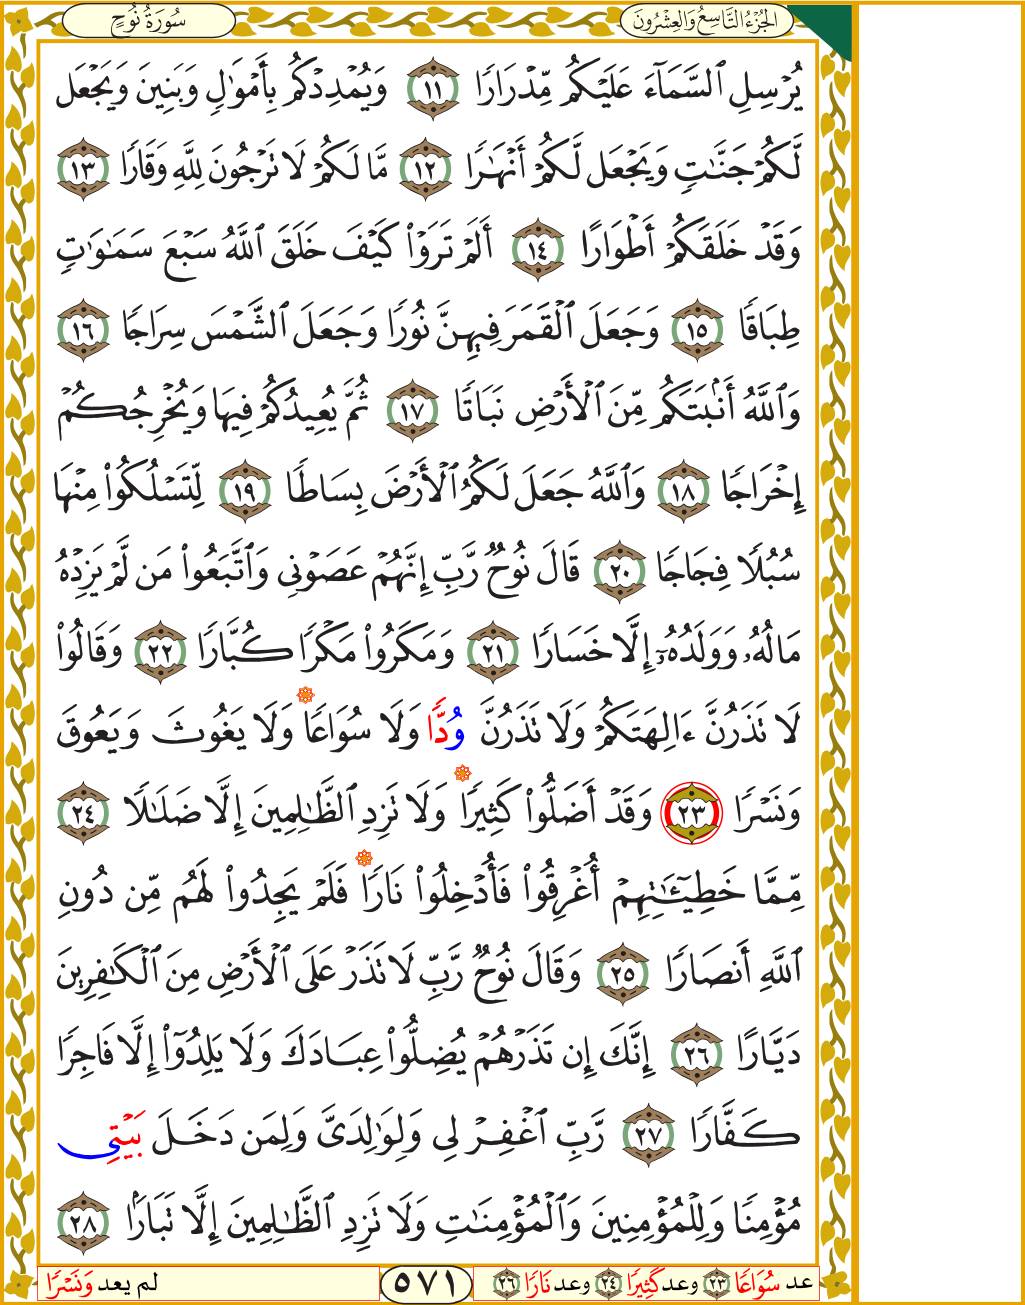 الجُزْءُ التَّاسِعُ وَالعِشْرُونَ
سُورَةُ نُوحٍ
يُرۡسِلِ ٱلسَّمَآءَ عَلَيۡكُم مِّدۡرَارٗا ١١ وَيُمۡدِدۡكُم بِأَمۡوَٰلٖ وَبَنِينَ وَيَجۡعَل
لَّكُمۡ جَنَّٰتٖ وَيَجۡعَل لَّكُمۡ أَنۡهَٰرٗا ١٢ مَّا لَكُمۡ لَا تَرۡجُونَ لِلَّهِ وَقَارٗا ١٣
وَقَدۡ خَلَقَكُمۡ أَطۡوَارًا ١٤ أَلَمۡ تَرَوۡاْ كَيۡفَ خَلَقَ ٱللَّهُ سَبۡعَ سَمَٰوَٰتٖ
طِبَاقٗا ١٥ وَجَعَلَ ٱلۡقَمَرَ فِيهِنَّ نُورٗا وَجَعَلَ ٱلشَّمۡسَ سِرَاجٗا ١٦
وَٱللَّهُ أَنۢبَتَكُم مِّنَ ٱلۡأَرۡضِ نَبَاتٗا ١٧ ثُمَّ يُعِيدُكُمۡ فِيهَا وَيُخۡرِجُكُمۡ
إِخۡرَاجٗا ١٨ وَٱللَّهُ جَعَلَ لَكُمُ ٱلۡأَرۡضَ بِسَاطٗا ١٩ لِّتَسۡلُكُواْ مِنۡهَا
سُبُلٗا فِجَاجٗا ٢٠ قَالَ نُوحٞ رَّبِّ إِنَّهُمۡ عَصَوۡنِي وَٱتَّبَعُواْ مَن لَّمۡ يَزِدۡهُ
مَالُهُۥ وَوَلَدُهُۥٓ إِلَّا خَسَارٗا ٢١ وَمَكَرُواْ مَكۡرٗا كُبَّارٗا ٢٢ وَقَالُواْ
لَا تَذَرُنَّ ءَالِهَتَكُمۡ وَلَا تَذَرُنَّ وُدّٗا وَلَا سُوَاعٗا وَلَا يَغُوثَ وَيَعُوقَ
وَنَسۡرٗا ٢٣ وَقَدۡ أَضَلُّواْ كَثِيرٗا وَلَا تَزِدِ ٱلظَّٰلِمِينَ إِلَّا ضَلَٰلٗا ٢٤
مِّمَّا خَطِيٓـَٰٔتِهِمۡ أُغۡرِقُواْ فَأُدۡخِلُواْ نَارٗا فَلَمۡ يَجِدُواْ لَهُم مِّن دُونِ
ٱللَّهِ أَنصَارٗا ٢٥ وَقَالَ نُوحٞ رَّبِّ لَا تَذَرۡ عَلَى ٱلۡأَرۡضِ مِنَ ٱلۡكَٰفِرِينَ
دَيَّارًا ٢٦ إِنَّكَ إِن تَذَرۡهُمۡ يُضِلُّواْ عِبَادَكَ وَلَا يَلِدُوٓاْ إِلَّا فَاجِرٗا
كَفَّارٗا ٢٧ رَّبِّ ٱغۡفِرۡ لِي وَلِوَٰلِدَيَّ وَلِمَن دَخَلَ بَيۡتِي
مُؤۡمِنٗا وَلِلۡمُؤۡمِنِينَ وَٱلۡمُؤۡمِنَٰتِ وَلَا تَزِدِ ٱلظَّٰلِمِينَ إِلَّا تَبَارَۢا ٢٨
عد سُوَاعٗا ٢٣ وعد كَثِيرٗا ٢٤ وعد نَارٗا ٢٦
٥٧١
لم يعد وَنَسۡرٗا